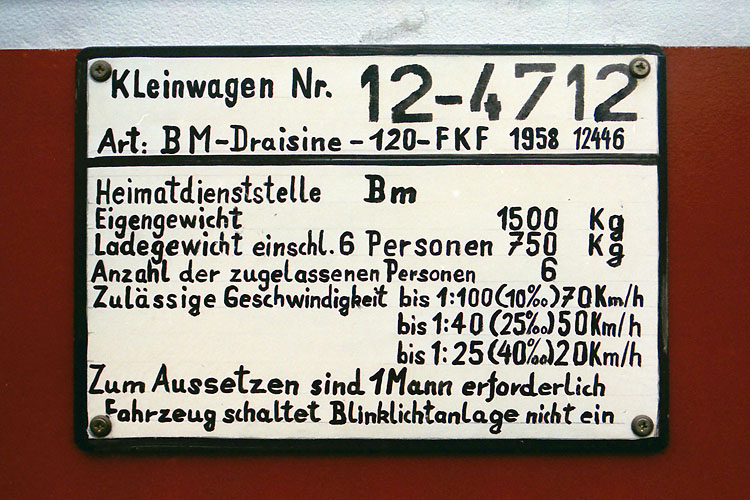 Kleinwagen Nr. 12-4712
Art: BM-Draisine-120-FKF 1958 12446
Heimatdienststelle Bm
Eigengewicht 1500 Kg
Ladegewicht einschl. 6 Personen 750 Kg
Anzahl der zugelassenen Personen 6
Zulässige Geschwindigkeit bis 1:100 (10‰) 70 Km/h
bis 1:40 (25‰) 50 Km/h
bis 1:25 (40‰) 20 Km/h
Zum Aussetzen sind 1 Mann erforderlich
Fahrzeug schaltet Blinklichtanlage nicht ein